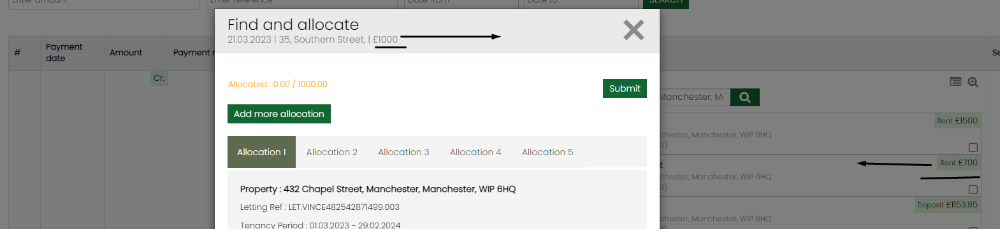 Enter amount
Enter reference
Date from
Date to
SEARCH
Find and allocate
21.03.2023 | 35, Southern Street, | £1000
#
Payment date
Amount
Payment
Se
Cr.
Allocated : 0.00 / 1000.00
Submit
Add more allocation
Manchester, M
Rent £1500
chester, Manchester, WIP 6HQ
3)
Allocation 1
Allocation 2
Allocation 3
Allocation 4
Allocation 5
t
Rent £700
chester, Manchester, WIP 6HQ
3)
Property : 432 Chapel Street, Manchester, Manchester, WIP 6HQ
Letting Ref : LET.VINCE482542871499.003
Deposit £1153.85
Tenancy Period : 01.03.2023 - 29.02.2024